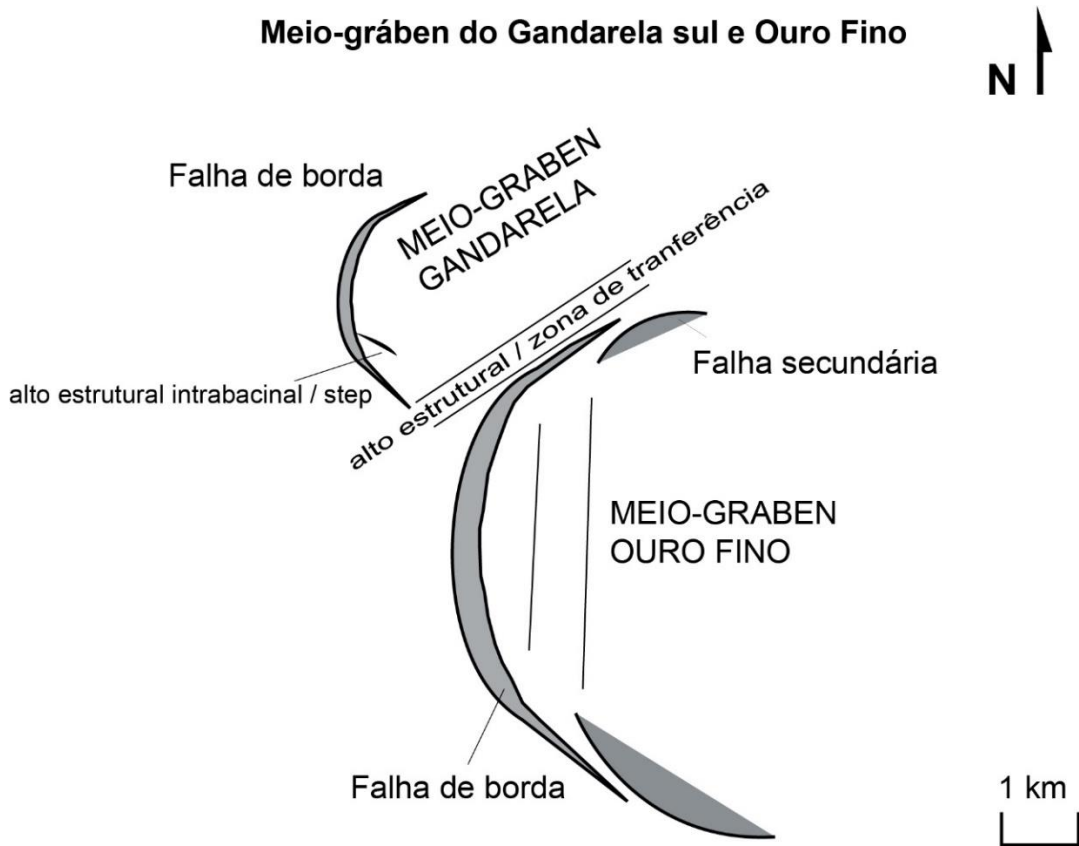 Meio-gráben do Gandarela sul e Ouro Fino
N
Falha de borda
MEIO-GRABEN
GANDARELA
alto estrutural / zona de tranferência
Falha secundária
alto estrutural intrabacinal / step
MEIO-GRABEN
OURO FINO
Falha de borda
1 km